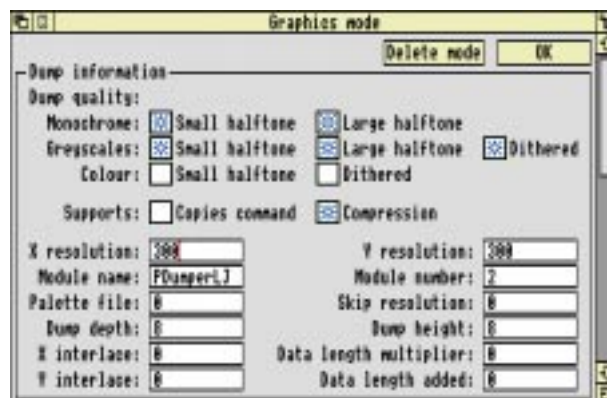 Graphics mode
Delete mode OK
Dump information
Dump quality:
Monochrome: Small halftone Large halftone
Greyscales: Small halftone Large halftone Dithered
Colour: Small halftone Dithered
Supports: Copies command Compression
X resolution: 300 Y resolution: 300
Module name: PDumperLJ Module number: 2
Palette file: 0 Skip resolution: 0
Dump depth: 8 Dump height: 8
X interlace: 0 Data length multiplier: 0
Y interlace: 0 Data length added: 0